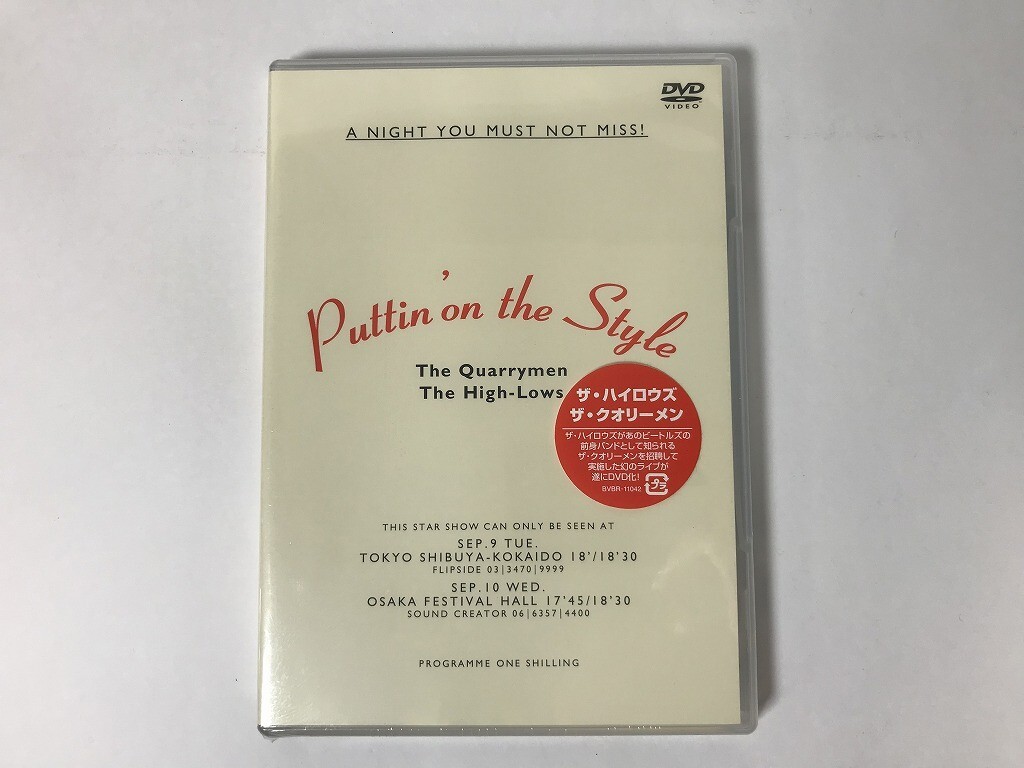 DVD
VIDEO
A NIGHT YOU MUST NOT MISS!
Puttin' on the Style
The Quarrymen
The High-Lows
ザ・ハイロウズ
ザ・クオリーメン
ザ・ハイロウズがあのビートルズの
前身バンドとして知られる
ザ・クオリーメンを招聘して
実施した幻のライブが
遂にDVD化!
BVBR-11042
プラ
THIS STAR SHOW CAN ONLY BE SEEN AT
SEP.9 TUE.
TOKYO SHIBUYA-KOKAIDO 18'/18'30
FLIPSIDE 03|3470|9999
SEP.10 WED.
OSAKA FESTIVAL HALL 17'45/18'30
SOUND CREATOR 06|6357|4400
PROGRAMME ONE SHILLING